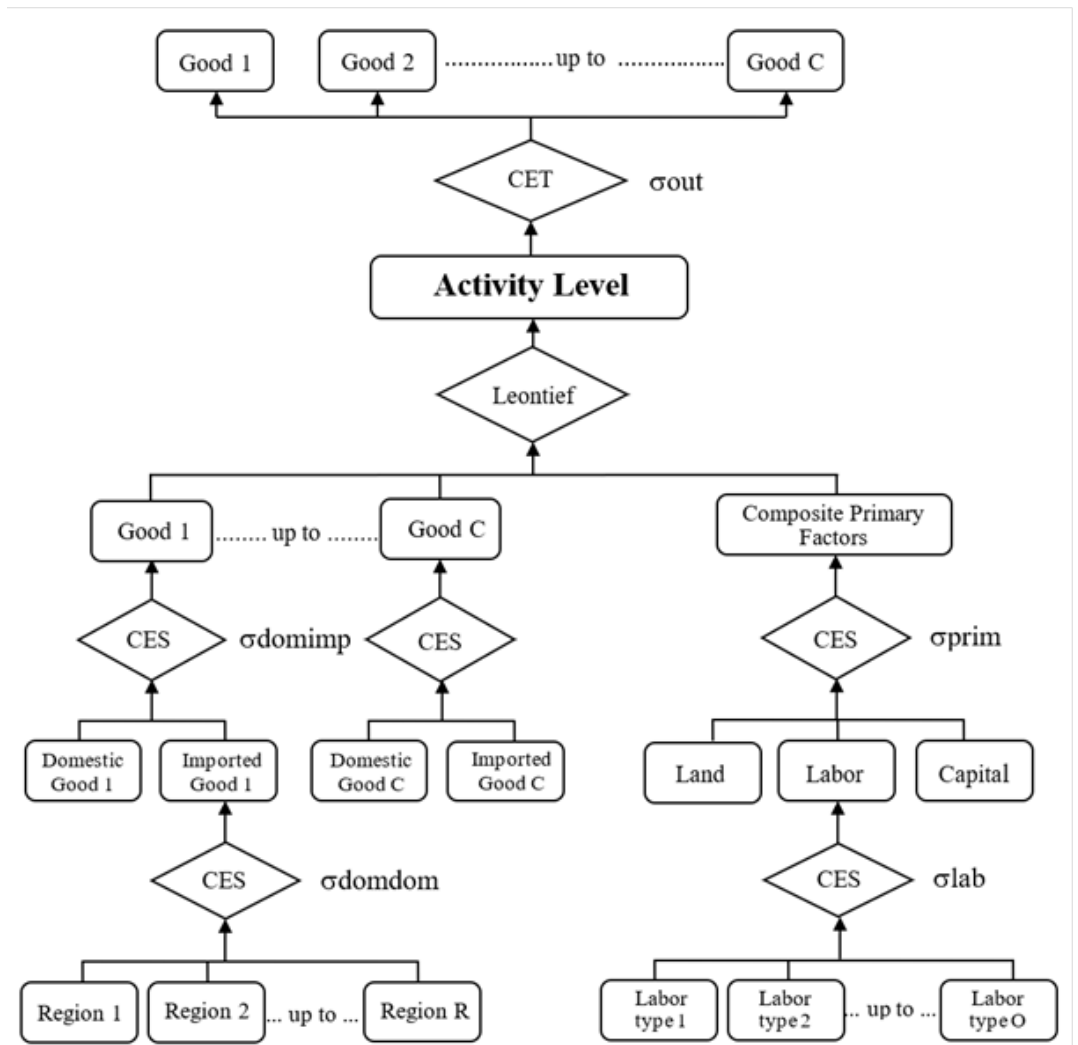 Good 1
Good 2
................. up to .................
Good C
CET
σout
Activity Level
Leontief
Good 1
........ up to ........
Good C
Composite Primary
Factors
CES
σdomimp
CES
CES
σprim
Domestic
Good 1
Imported
Good 1
Domestic
Good C
Imported
Good C
Land
Labor
Capital
CES
σdomdom
CES
σlab
Region 1
Region 2
... up to ...
Region R
Labor
type 1
Labor
type 2
... up to ...
Labor
type O